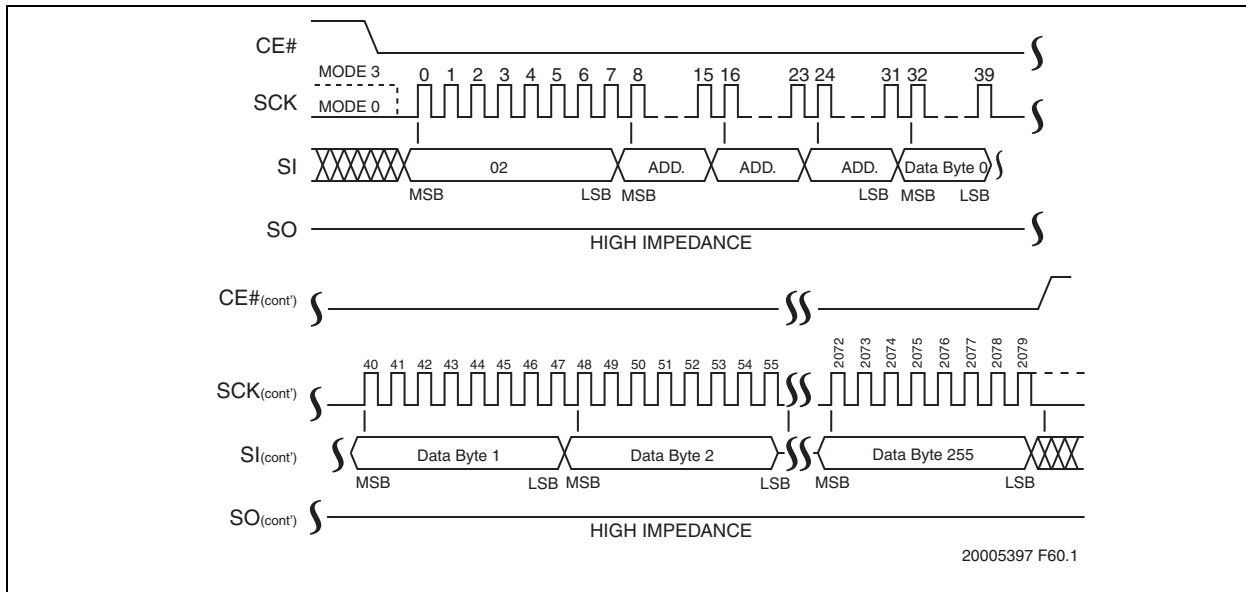 CE#
MODE 3
0 1 2 3 4 5 6 7 8 15 16 23 24 31 32 39
SCK
MODE 0
SI
02 ADD. ADD. ADD. Data Byte 0
MSB LSB MSB LSB MSB LSB
SO
HIGH IMPEDANCE
CE#(cont')
40 41 42 43 44 45 46 47 48 49 50 51 52 53 54 55 2072 2073 2074 2075 2076 2077 2078 2079
SCK(cont')
SI(cont')
Data Byte 1 Data Byte 2 Data Byte 255
MSB LSB MSB LSB MSB LSB
SO(cont')
HIGH IMPEDANCE
20005397 F60.1